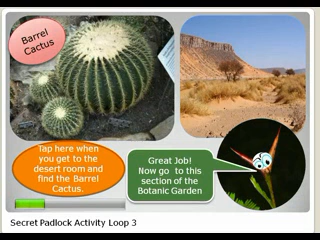 Barrel
Cactus
Tap here when
you get to the
desert room and
find the Barrel
Cactus.
Great Job!
Now go  to this
section of the
Botanic Garden
Secret Padlock Activity Loop 3